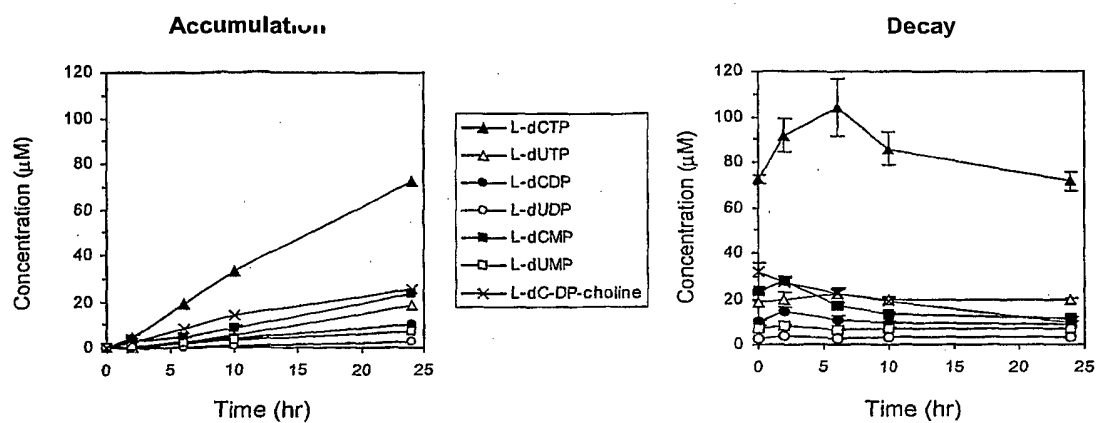 Accumulation
Concentration (μM)
120
100
80
60
40
20
0
0 5 10 15 20 25
Time (hr)
L-dCTP
L-dUTP
L-dCDP
L-dUDP
L-dCMP
L-dUMP
L-dC-DP-choline
Decay
Concentration (μM)
120
100
80
60
40
20
0
0 5 10 15 20 25
Time (hr)